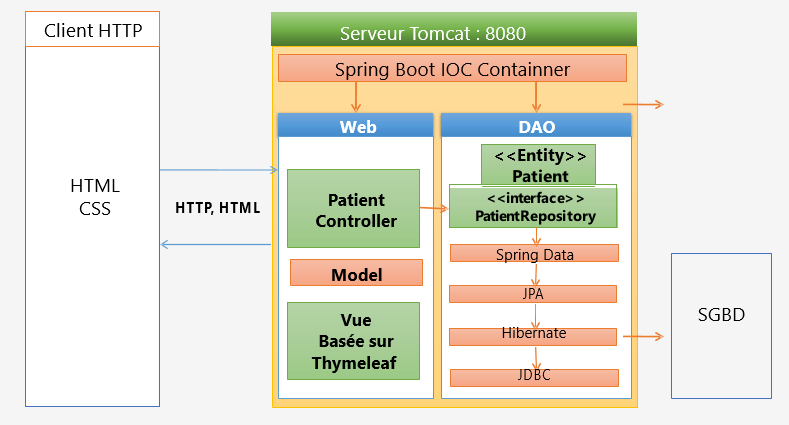 Client HTTP
HTML
CSS
HTTP, HTML
Serveur Tomcat : 8080
Spring Boot IOC Containner
Web
Patient
Controller
Model
Vue
Basée sur
Thymeleaf
DAO
<<Entity>>
Patient
<<interface>>
PatientRepository
Spring Data
JPA
Hibernate
JDBC
SGBD